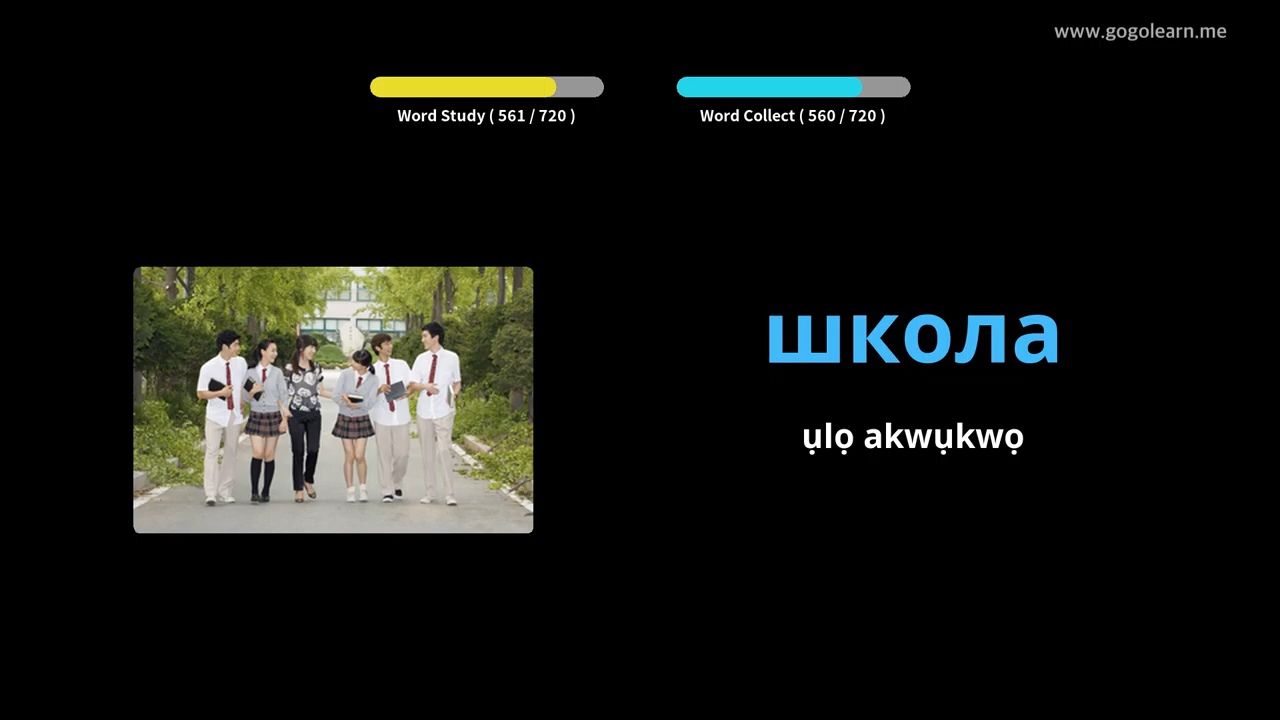 www.gogolearn.me
Word Study ( 561 / 720 )
Word Collect ( 560 / 720 )
школа
ụlọ akwụkwọ